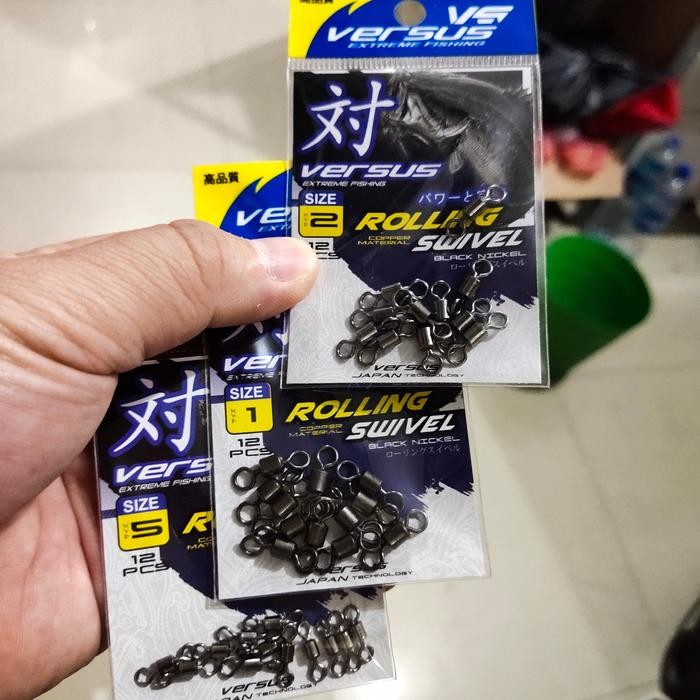 高品質
VS
versus
EXTREME FISHING
対
versus
EXTREME FISHING
パワーと
SIZE
2
12
PCS
ROLLING
COPPER
MATERIAL
SWIVEL
BLACK NICKEL
ローリングスイベル
versus
JAPAN TECHNOLOGY
高品質
SIZE
1
12
PCS
ROLLING
COPPER
MATERIAL
SWIVEL
BLACK NICKEL
ローリングスイベル
versus
JAPAN TECHNOLOGY
対
versus
EXTREME FISHING
SIZE
5
12
PCS
versus
TECHNOLOGY